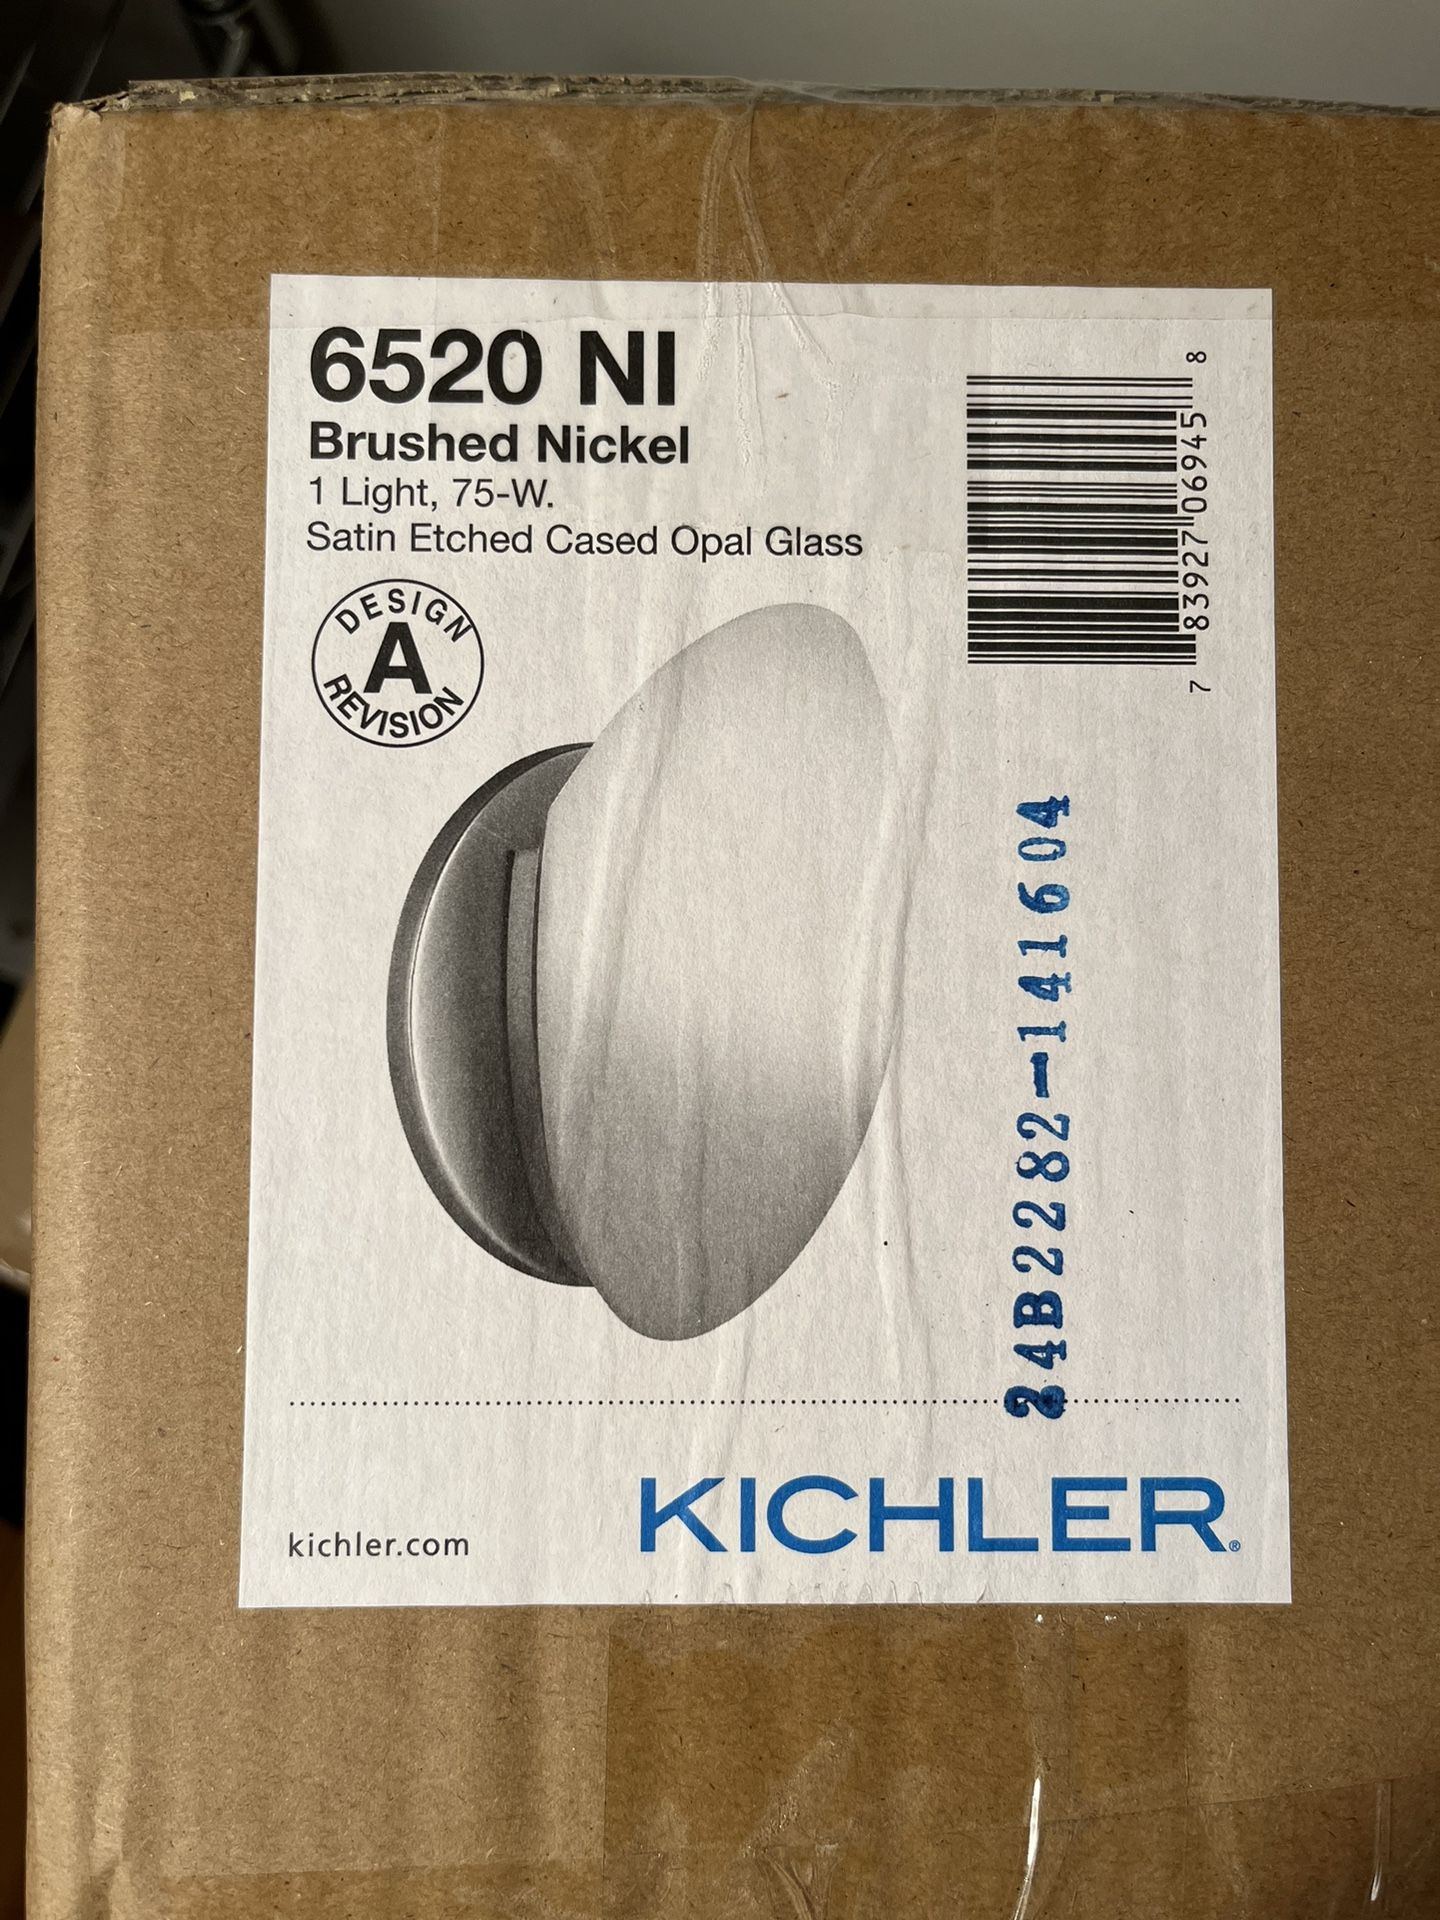 6520 NI
Brushed Nickel
1 Light, 75-W.
Satin Etched Cased Opal Glass
DESIGN
A
REVISION
7 83927 06945 8
24B2282-141604
kichler.com
KICHLER®